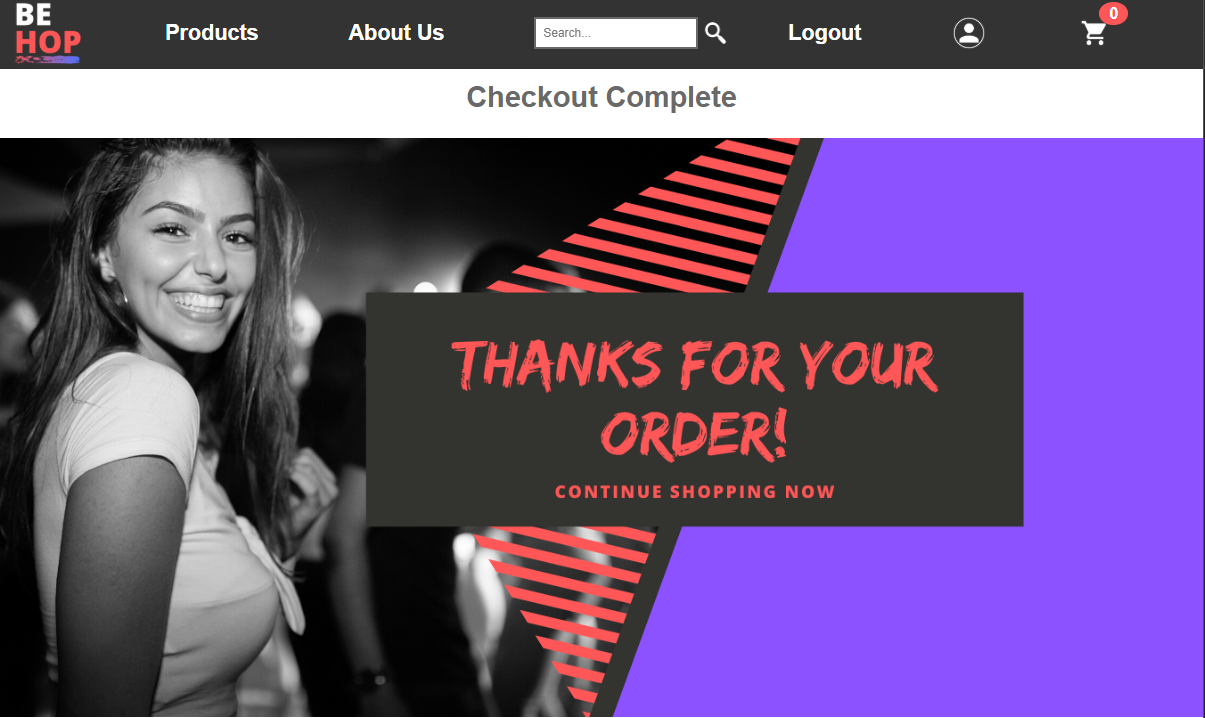 BE
HOP
Products
About Us
Search...
Logout
0
Checkout Complete
THANKS FOR YOUR
ORDER!
CONTINUE SHOPPING NOW